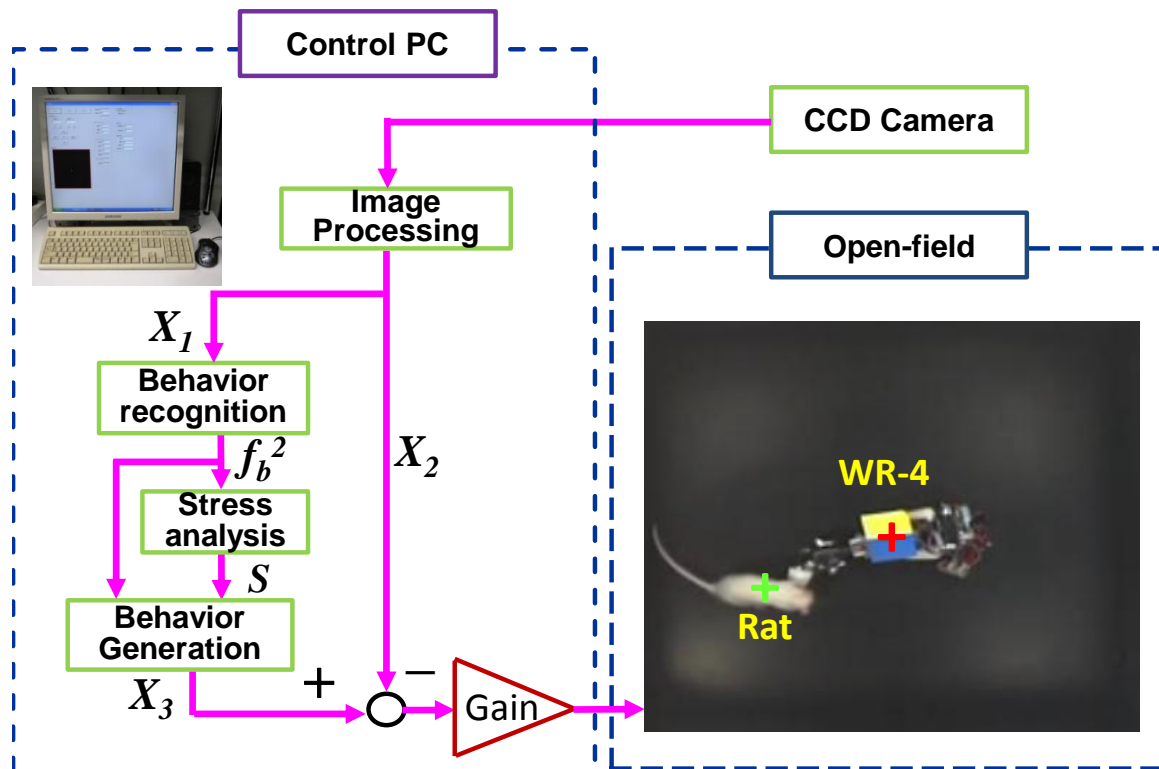 Control PC
CCD Camera
Image
Processing
Open-field
X₁
Behavior
recognition
f_b²
X₂
WR-4
Stress
analysis
S
Behavior
Generation
Rat
X₃
+
−
Gain